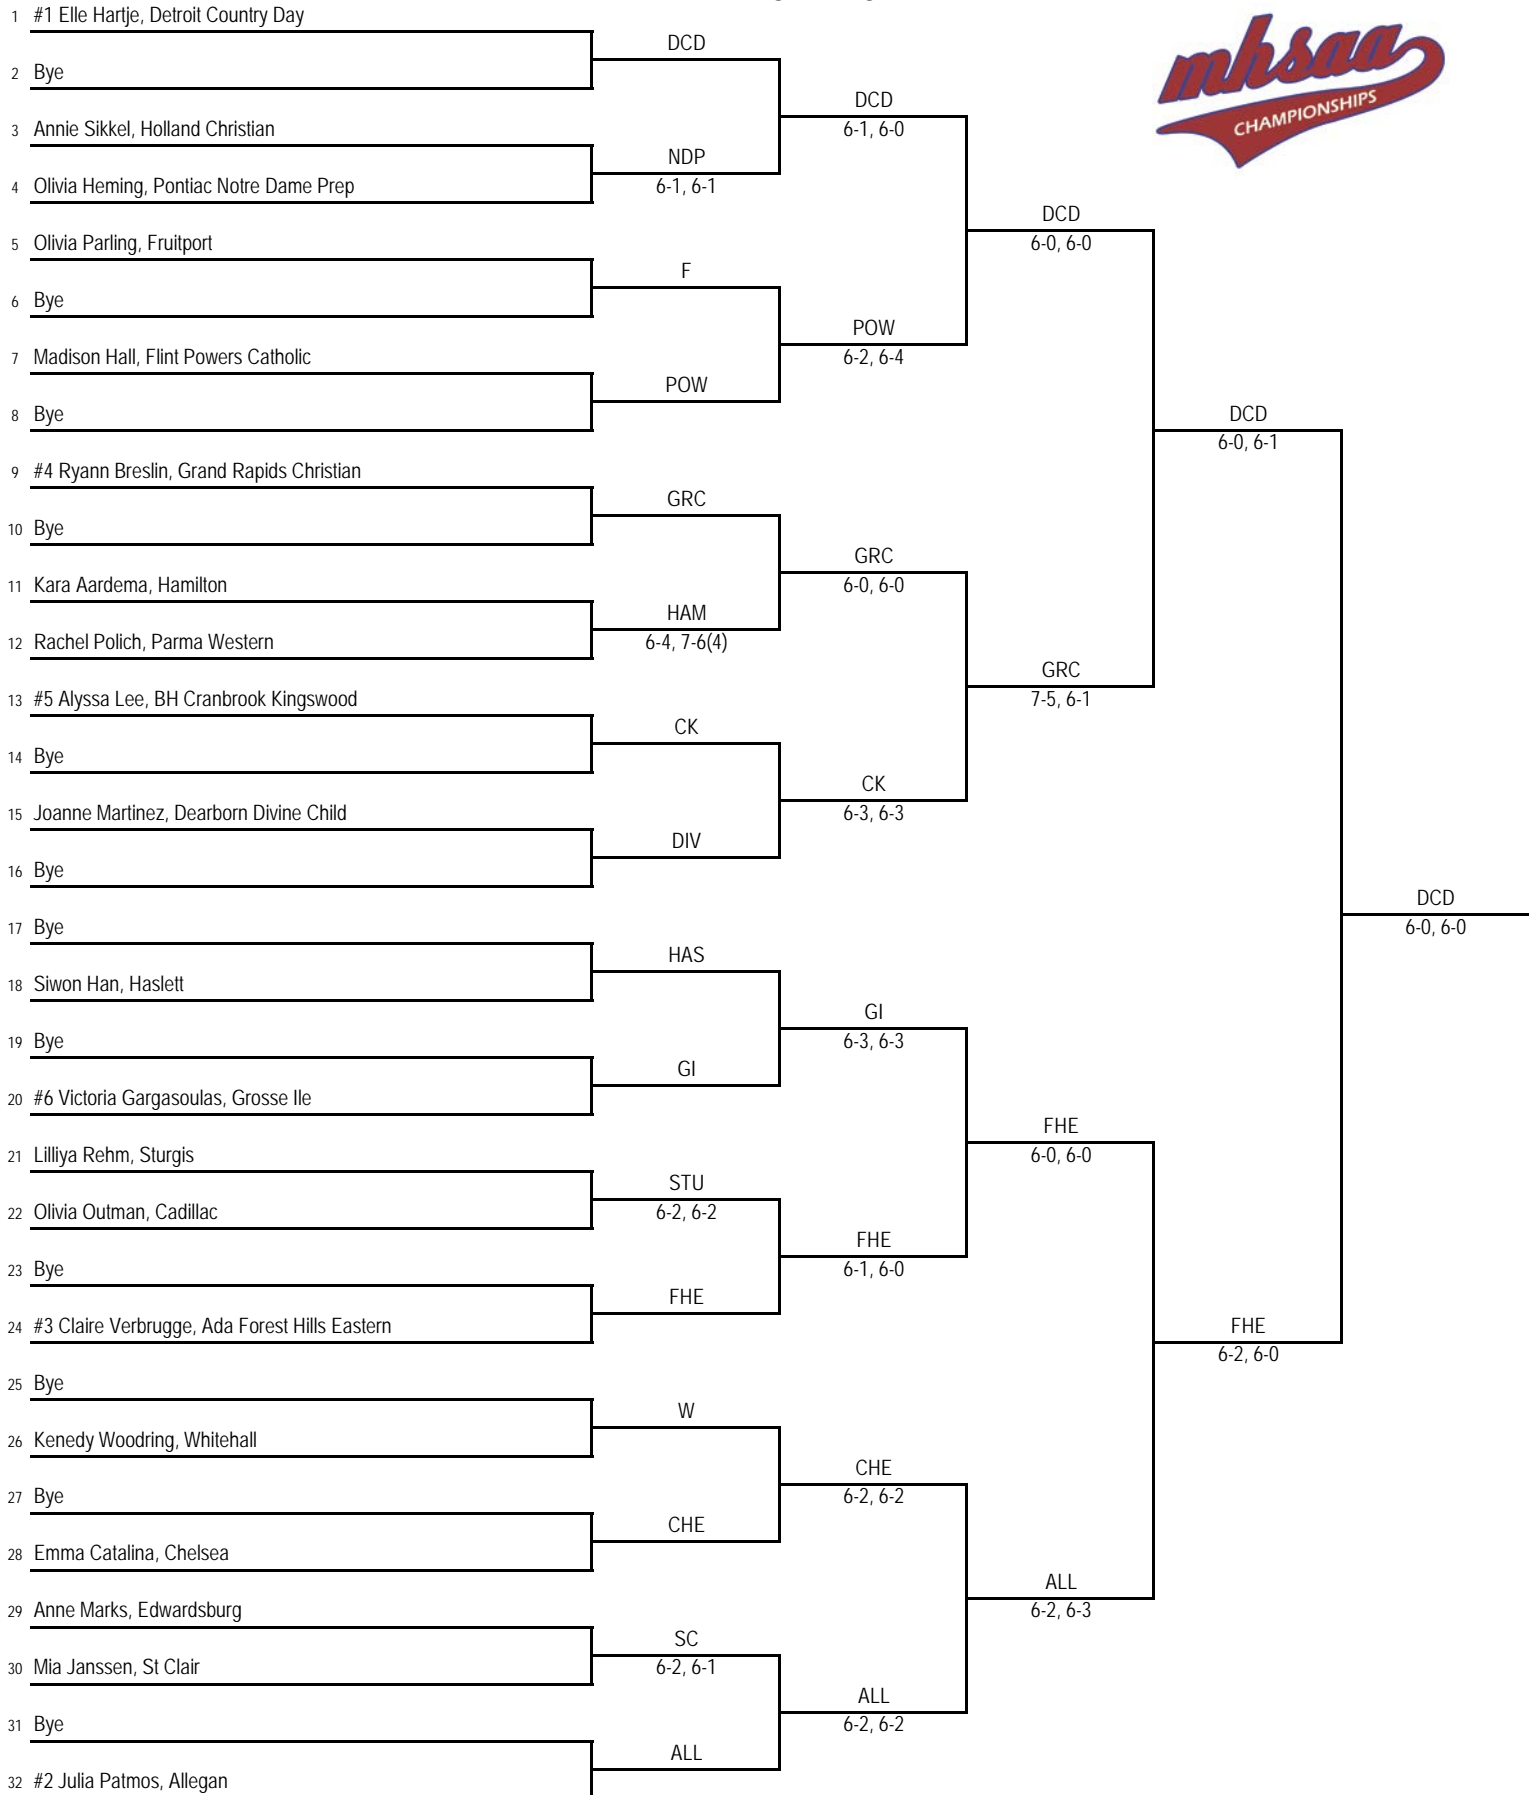 1 #1 Elle Hartje, Detroit Country Day
DCD
2 Bye
DCD
6-1, 6-0
3 Annie Sikkel, Holland Christian
NDP
6-1, 6-1
4 Olivia Heming, Pontiac Notre Dame Prep
DCD
6-0, 6-0
5 Olivia Parling, Fruitport
F
6 Bye
POW
6-2, 6-4
7 Madison Hall, Flint Powers Catholic
POW
8 Bye
DCD
6-0, 6-1
9 #4 Ryann Breslin, Grand Rapids Christian
GRC
10 Bye
GRC
6-0, 6-0
11 Kara Aardema, Hamilton
HAM
6-4, 7-6(4)
12 Rachel Polich, Parma Western
GRC
7-5, 6-1
13 #5 Alyssa Lee, BH Cranbrook Kingswood
CK
14 Bye
CK
6-3, 6-3
15 Joanne Martinez, Dearborn Divine Child
DIV
16 Bye
DCD
6-0, 6-0
17 Bye
HAS
18 Siwon Han, Haslett
GI
6-3, 6-3
19 Bye
GI
20 #6 Victoria Gargasoulas, Grosse Ile
FHE
6-0, 6-0
21 Lilliya Rehm, Sturgis
STU
6-2, 6-2
22 Olivia Outman, Cadillac
FHE
6-1, 6-0
23 Bye
FHE
24 #3 Claire Verbrugge, Ada Forest Hills Eastern
FHE
6-2, 6-0
25 Bye
W
26 Kenedy Woodring, Whitehall
CHE
6-2, 6-2
27 Bye
CHE
28 Emma Catalina, Chelsea
ALL
6-2, 6-3
29 Anne Marks, Edwardsburg
SC
6-2, 6-1
30 Mia Janssen, St Clair
ALL
6-2, 6-2
31 Bye
ALL
32 #2 Julia Patmos, Allegan
mhsaa
CHAMPIONSHIPS